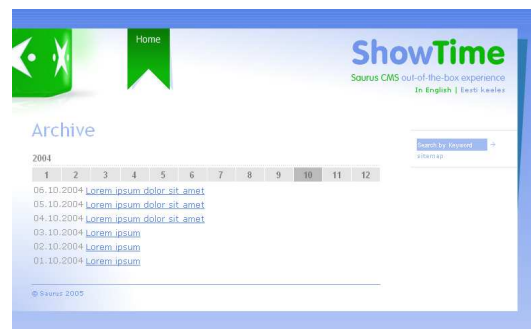 Home
ShowTime
Saurus CMS out-of-the-box experience
In English | Eesti keeles
Archive
Search by Keyword
sitemap
2004
1 2 3 4 5 6 7 8 9 10 11 12
06.10.2004 Lorem ipsum dolor sit amet
05.10.2004 Lorem ipsum dolor sit amet
04.10.2004 Lorem ipsum dolor sit amet
03.10.2004 Lorem ipsum
02.10.2004 Lorem ipsum
01.10.2004 Lorem ipsum
© Saurus 2005